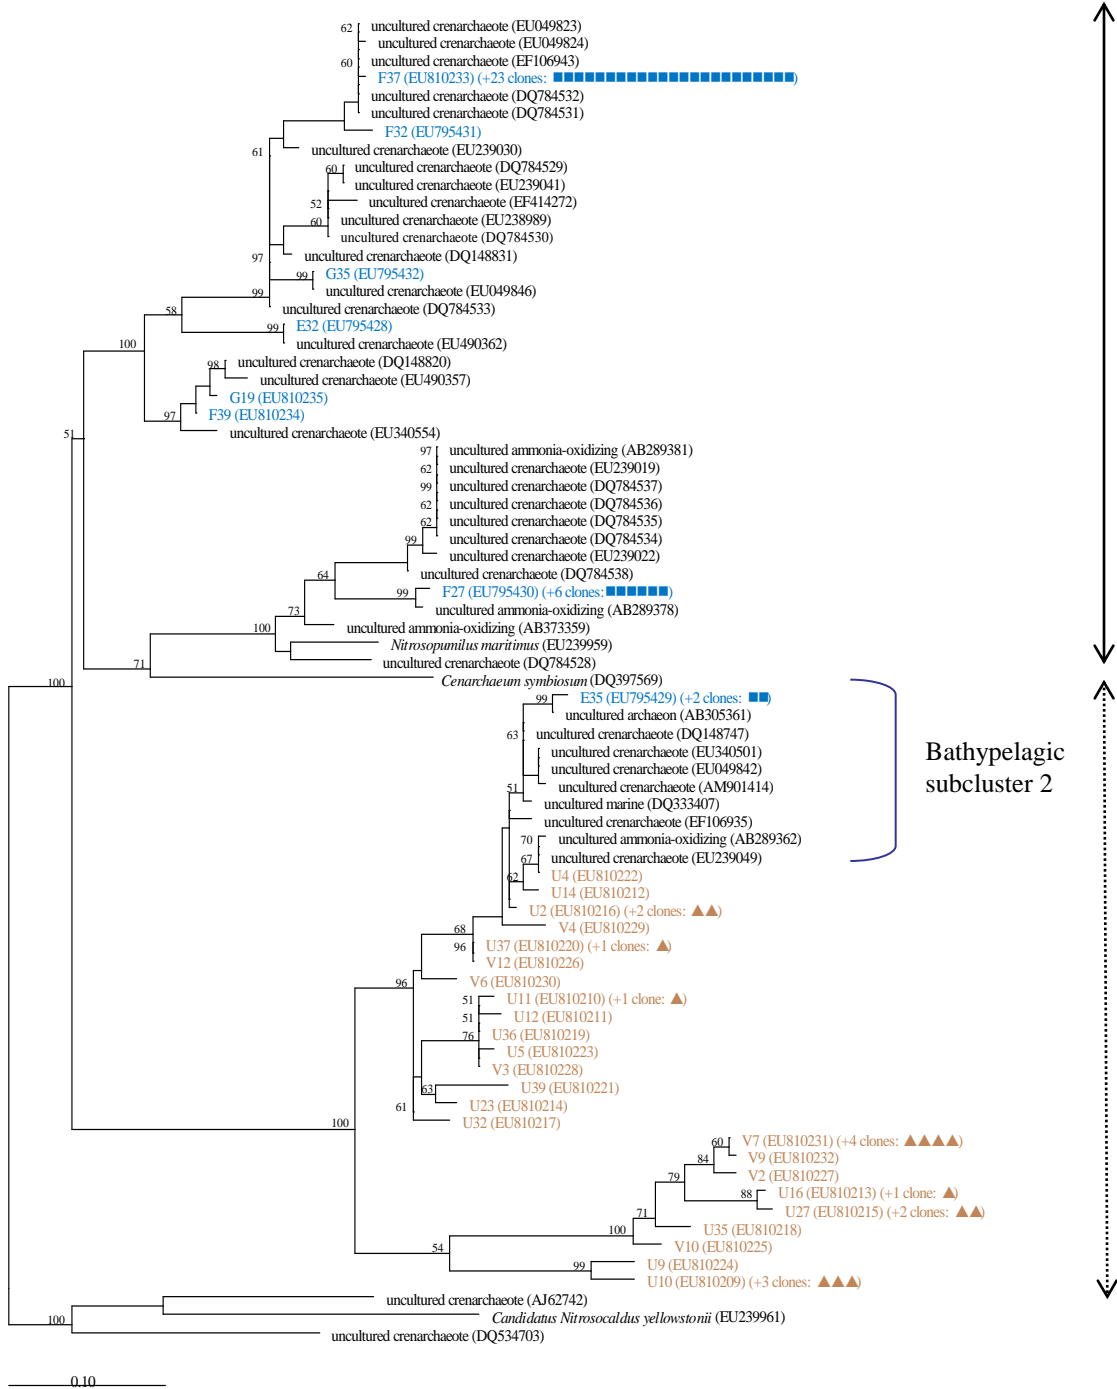 62 uncultured crenarchaeote (EU049823)
uncultured crenarchaeote (EU049824)
60 uncultured crenarchaeote (EF106943)
F37 (EU810233) (+23 clones: ■■■■■■■■■■■■■■■■■■■■■■■)
uncultured crenarchaeote (DQ784532)
uncultured crenarchaeote (DQ784531)
F32 (EU795431)
61 uncultured crenarchaeote (EU239030)
60 uncultured crenarchaeote (DQ784529)
uncultured crenarchaeote (EU239041)
52 uncultured crenarchaeote (EF414272)
60 uncultured crenarchaeote (EU238989)
uncultured crenarchaeote (DQ784530)
97 uncultured crenarchaeote (DQ148831)
99 G35 (EU795432)
99 uncultured crenarchaeote (EU049846)
58 uncultured crenarchaeote (DQ784533)
99 E32 (EU795428)
100 uncultured crenarchaeote (EU490362)
98 uncultured crenarchaeote (DQ148820)
uncultured crenarchaeote (EU490357)
G19 (EU810235)
97 F39 (EU810234)
51 uncultured crenarchaeote (EU340554)
97 uncultured ammonia-oxidizing (AB289381)
62 uncultured crenarchaeote (EU239019)
99 uncultured crenarchaeote (DQ784537)
62 uncultured crenarchaeote (DQ784536)
62 uncultured crenarchaeote (DQ784535)
99 uncultured crenarchaeote (DQ784534)
uncultured crenarchaeote (EU239022)
64 uncultured crenarchaeote (DQ784538)
99 F27 (EU795430) (+6 clones: ■■■■■■)
73 uncultured ammonia-oxidizing (AB289378)
100 uncultured ammonia-oxidizing (AB373359)
Nitrosopumilus maritimus (EU239959)
71 uncultured crenarchaeote (DQ784528)
100 Cenarchaeum symbiosum (DQ397569)
99 E35 (EU795429) (+2 clones: ■■)
uncultured archaeon (AB305361)
63 uncultured crenarchaeote (DQ148747)
uncultured crenarchaeote (EU340501)
uncultured crenarchaeote (EU049842)
51 uncultured crenarchaeote (AM901414)
uncultured marine (DQ333407)
uncultured crenarchaeote (EF106935)
70 uncultured ammonia-oxidizing (AB289362)
67 uncultured crenarchaeote (EU239049)
Bathypelagic
subcluster 2
62 U4 (EU810222)
U14 (EU810212)
U2 (EU810216) (+2 clones: ▲▲)
68 V4 (EU810229)
96 U37 (EU810220) (+1 clones: ▲)
V12 (EU810226)
96 V6 (EU810230)
51 U11 (EU810210) (+1 clone: ▲)
51 U12 (EU810211)
76 U36 (EU810219)
U5 (EU810223)
V3 (EU810228)
63 U39 (EU810221)
61 U23 (EU810214)
100 U32 (EU810217)
60 V7 (EU810231) (+4 clones: ▲▲▲▲)
84 V9 (EU810232)
79 V2 (EU810227)
88 U16 (EU810213) (+1 clone: ▲)
71 U27 (EU810215) (+2 clones: ▲▲)
100 U35 (EU810218)
54 V10 (EU810225)
99 U9 (EU810224)
U10 (EU810209) (+3 clones: ▲▲▲)
uncultured crenarchaeote (AJ62742)
100 Candidatus Nitrosocaldus yellowstonii (EU239961)
uncultured crenarchaeote (DQ534703)
0.10